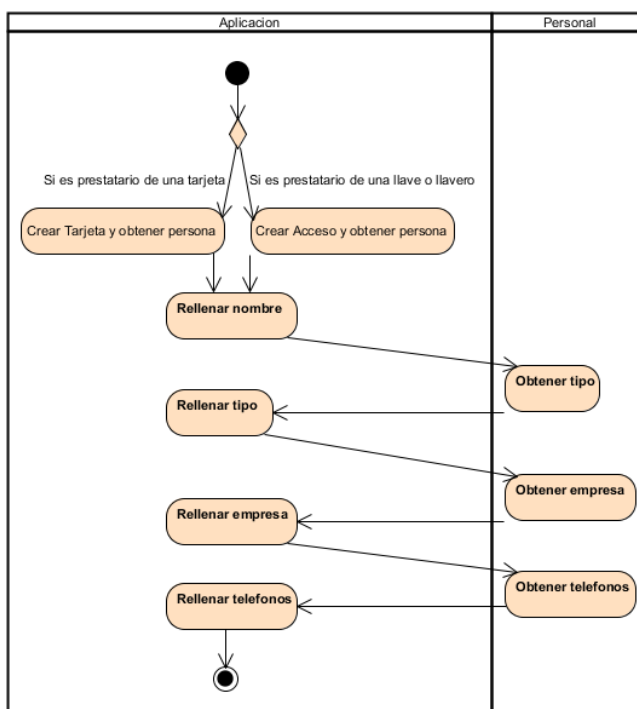 Aplicacion
Personal
Si es prestatario de una tarjeta
Si es prestatario de una llave o llavero
Crear Tarjeta y obtener persona
Crear Acceso y obtener persona
Rellenar nombre
Obtener tipo
Rellenar tipo
Obtener empresa
Rellenar empresa
Obtener telefonos
Rellenar telefonos